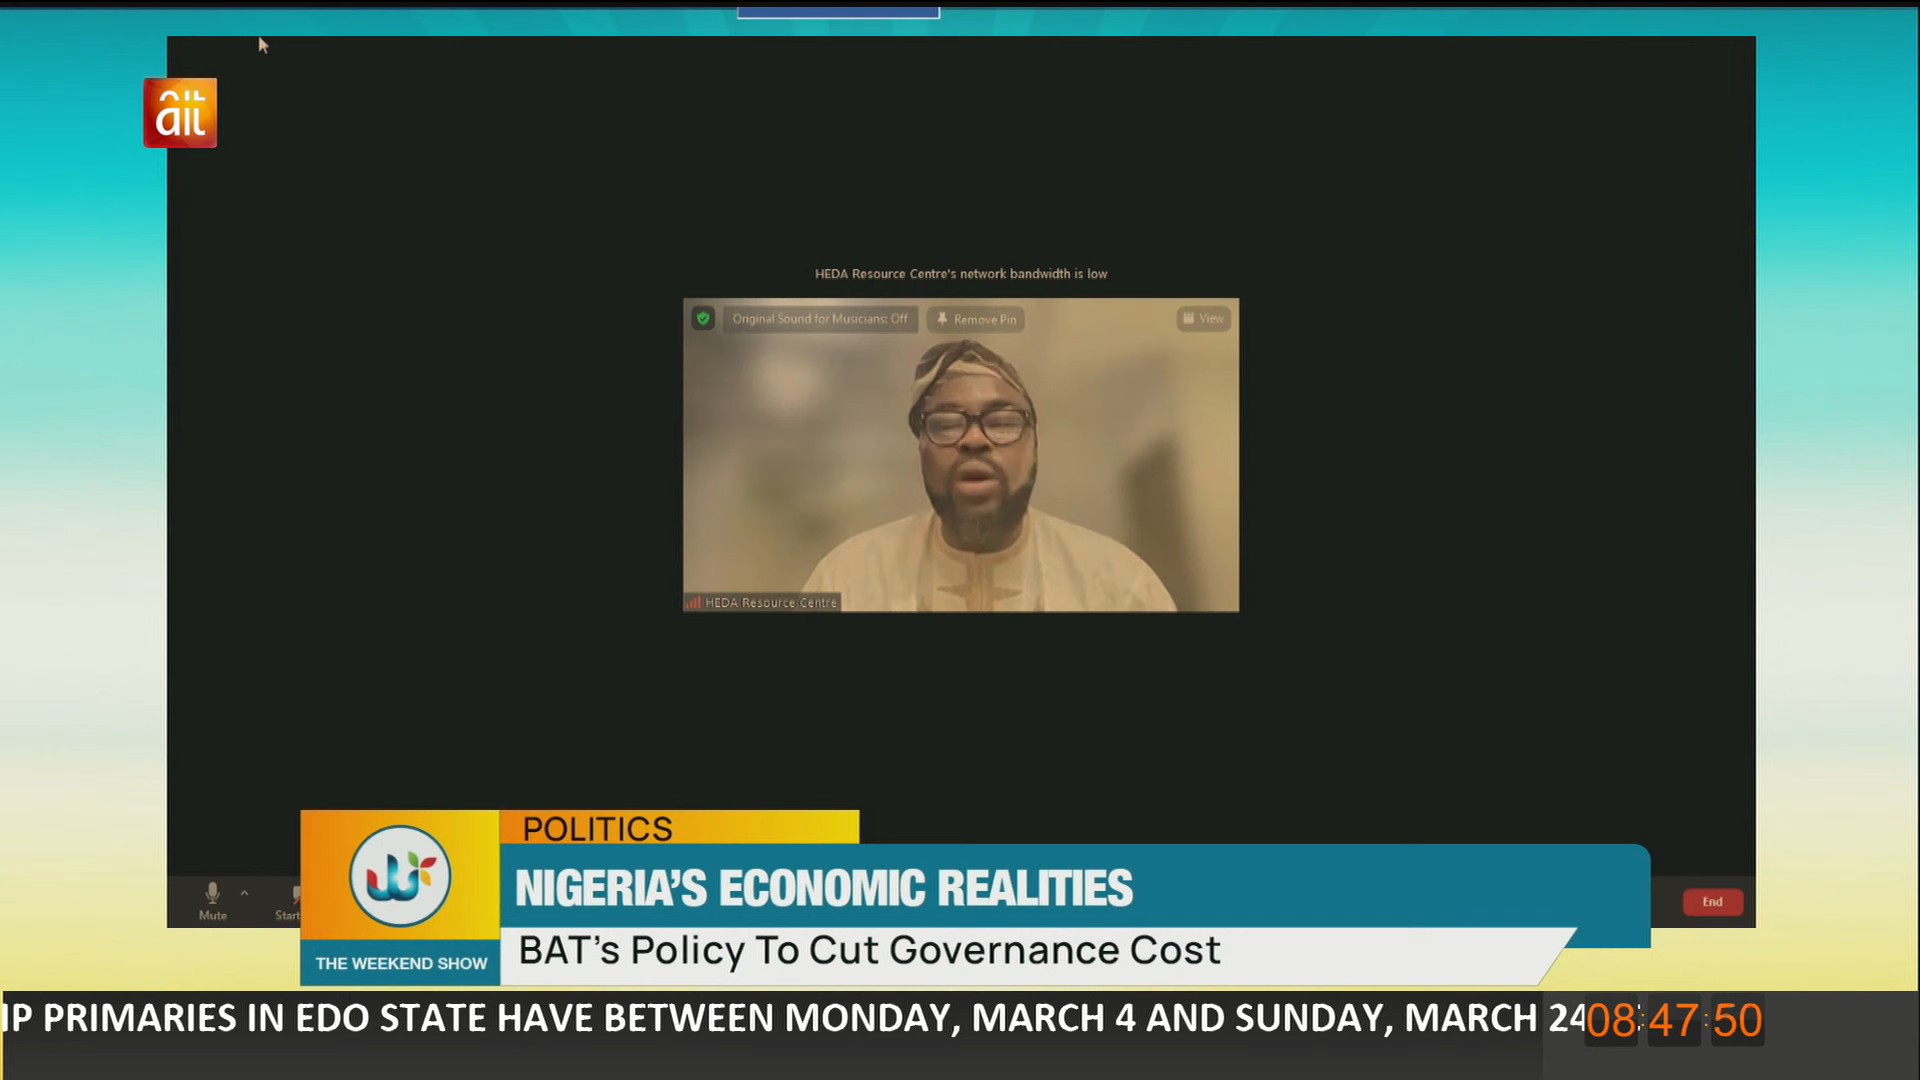 âit
HEDA Resource Centre's network bandwidth is low
Original Sound for Musicians: Off
Remove Pin
View
HEDA Resource Centre
Mute
Start
End
POLITICS
NIGERIA'S ECONOMIC REALITIES
BAT's Policy To Cut Governance Cost
THE WEEKEND SHOW
IP PRIMARIES IN EDO STATE HAVE BETWEEN MONDAY, MARCH 4 AND SUNDAY, MARCH 24
08:47:50